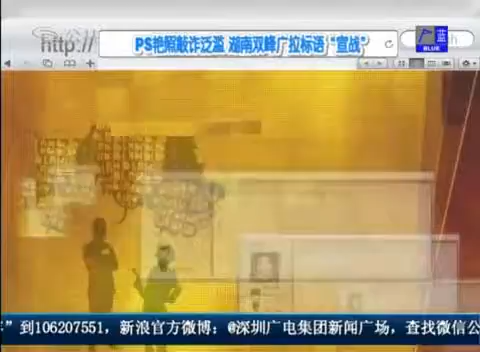 http://
PS艳照敲诈泛滥 湖南双峰广拉标语“宣战”
广蓝
BLUE
”到106207551，新浪官方微博：@深圳广电集团新闻广场，查找微信公